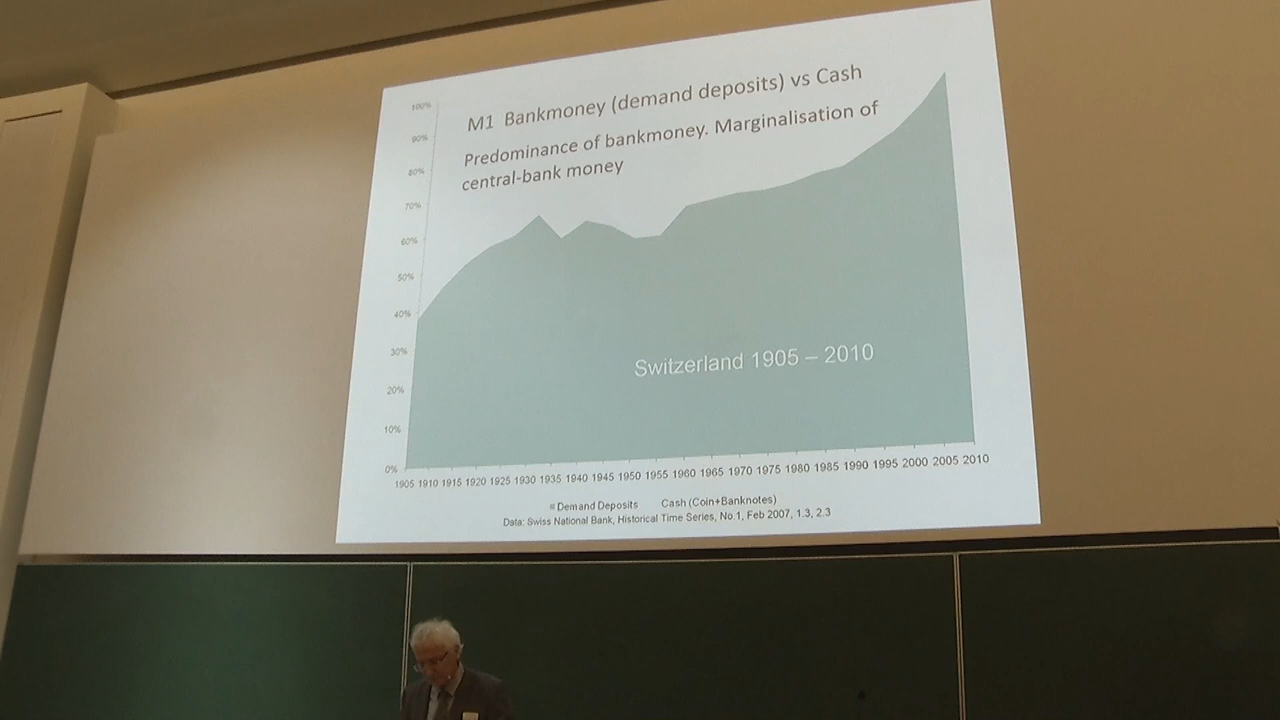 M1 Bankmoney (demand deposits) vs Cash
Predominance of bankmoney. Marginalisation of
central-bank money
100%
90%
80%
70%
60%
50%
40%
30%
20%
10%
0%
Switzerland 1905 – 2010
1905 1910 1915 1920 1925 1930 1935 1940 1945 1950 1955 1960 1965 1970 1975 1980 1985 1990 1995 2000 2005 2010
Demand Deposits Cash (Coin+Banknotes)
Data: Swiss National Bank, Historical Time Series, No.1, Feb 2007, 1.3, 2.3